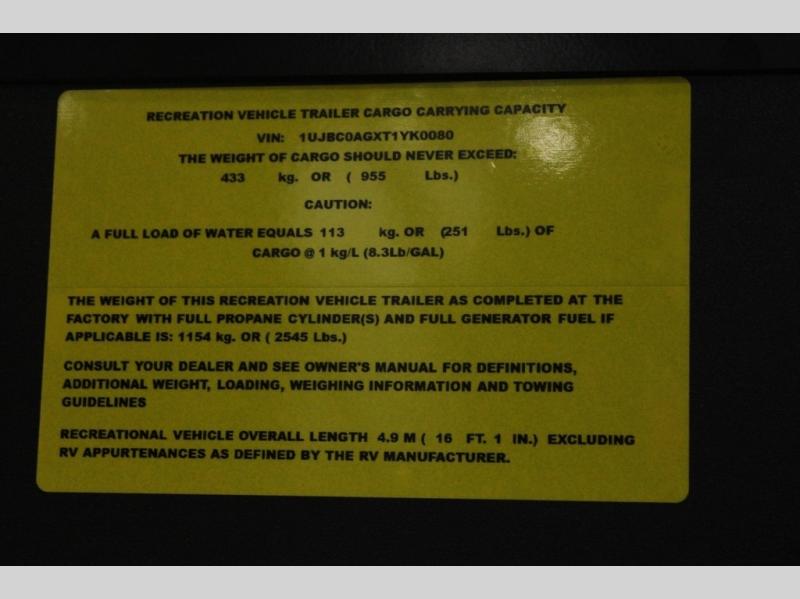 RECREATION VEHICLE TRAILER CARGO CARRYING CAPACITY
VIN: 1UJBC0AGXT1YK0080
THE WEIGHT OF CARGO SHOULD NEVER EXCEED:
433 kg. OR ( 955 Lbs.)
CAUTION:
A FULL LOAD OF WATER EQUALS 113 kg. OR (251 Lbs.) OF
CARGO @ 1 kg/L (8.3Lb/GAL)
THE WEIGHT OF THIS RECREATION VEHICLE TRAILER AS COMPLETED AT THE
FACTORY WITH FULL PROPANE CYLINDER(S) AND FULL GENERATOR FUEL IF
APPLICABLE IS: 1154 kg. OR ( 2545 Lbs.)
CONSULT YOUR DEALER AND SEE OWNER'S MANUAL FOR DEFINITIONS,
ADDITIONAL WEIGHT, LOADING, WEIGHING INFORMATION AND TOWING
GUIDELINES
RECREATIONAL VEHICLE OVERALL LENGTH 4.9 M ( 16 FT. 1 IN.) EXCLUDING
RV APPURTENANCES AS DEFINED BY THE RV MANUFACTURER.